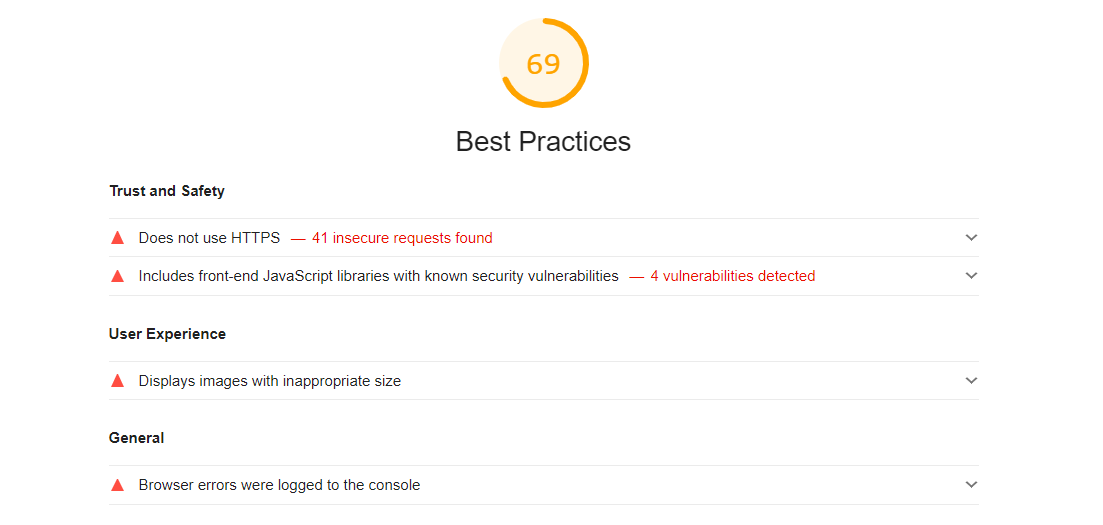 69
Best Practices
Trust and Safety
Does not use HTTPS — 41 insecure requests found
Includes front-end JavaScript libraries with known security vulnerabilities — 4 vulnerabilities detected
User Experience
Displays images with inappropriate size
General
Browser errors were logged to the console